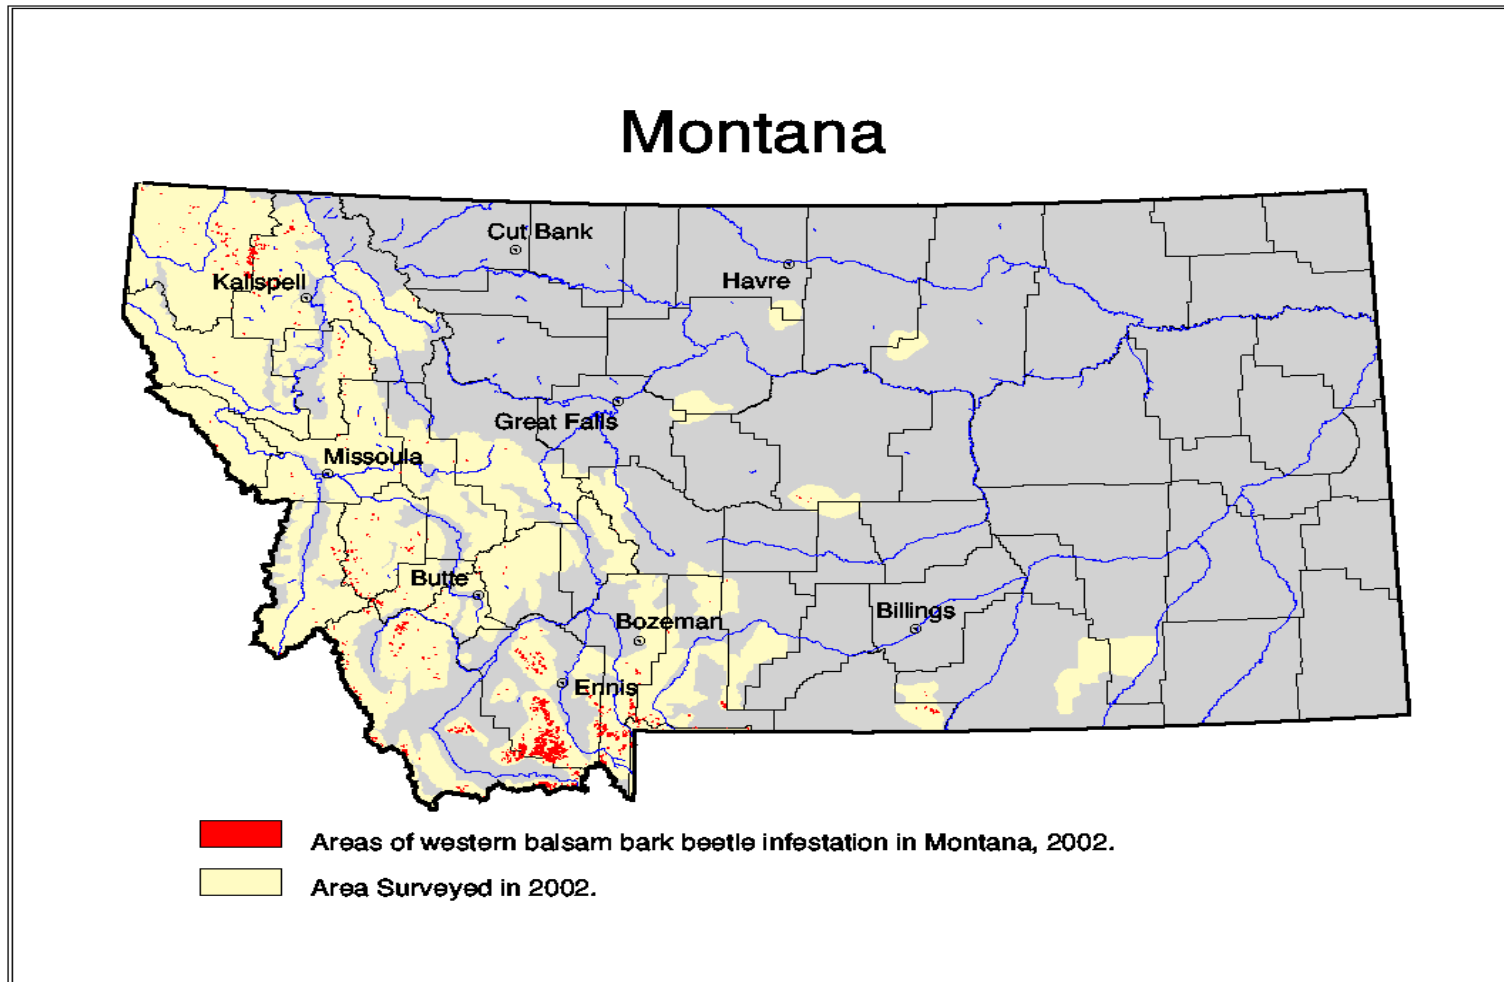 Montana
Cut Bank
Havre
Kalispell
Great Falls
Missoula
Butte
Billings
Bozeman
Ennis
Areas of western balsam bark beetle infestation in Montana, 2002.
Area Surveyed in 2002.